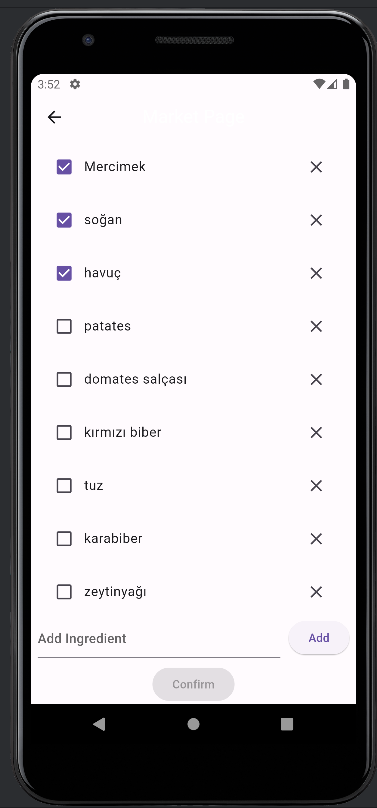 3:52
Mercimek
soğan
havuç
patates
domates salçası
kırmızı biber
tuz
karabiber
zeytinyağı
Add Ingredient
Add
Confirm